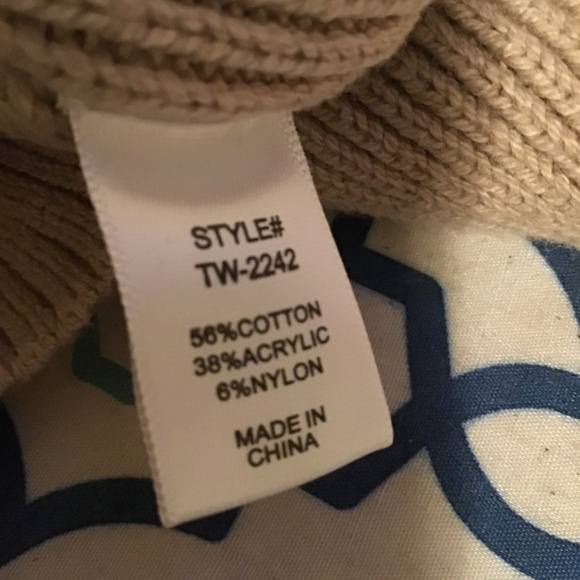 STYLE#
TW-2242
56%COTTON
38%ACRYLIC
6%NYLON
MADE IN
CHINA